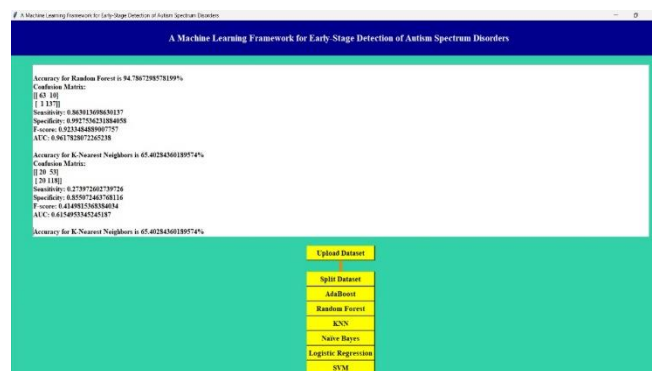 A Machine Learning Framework for Early-Stage Detection of Autism Spectrum Disorders
A Machine Learning Framework for Early-Stage Detection of Autism Spectrum Disorders
Accuracy for Random Forest is 94.7867298578199%
Confusion Matrix:
[[ 63 10]
[ 1 137]]
Sensitivity: 0.863013698630137
Specificity: 0.9927536231884058
F-score: 0.9233484889007757
AUC: 0.9617828072265238
Accuracy for K-Nearest Neighbors is 65.40284360189574%
Confusion Matrix:
[[ 20 53]
[ 20 118]]
Sensitivity: 0.273972602739726
Specificity: 0.855072463768116
F-score: 0.4149815368384034
AUC: 0.6154953345245187
Accuracy for K-Nearest Neighbors is 65.40284360189574%
Upload Dataset
Split Dataset
AdaBoost
Random Forest
KNN
Naïve Bayes
Logistic Regression
SVM